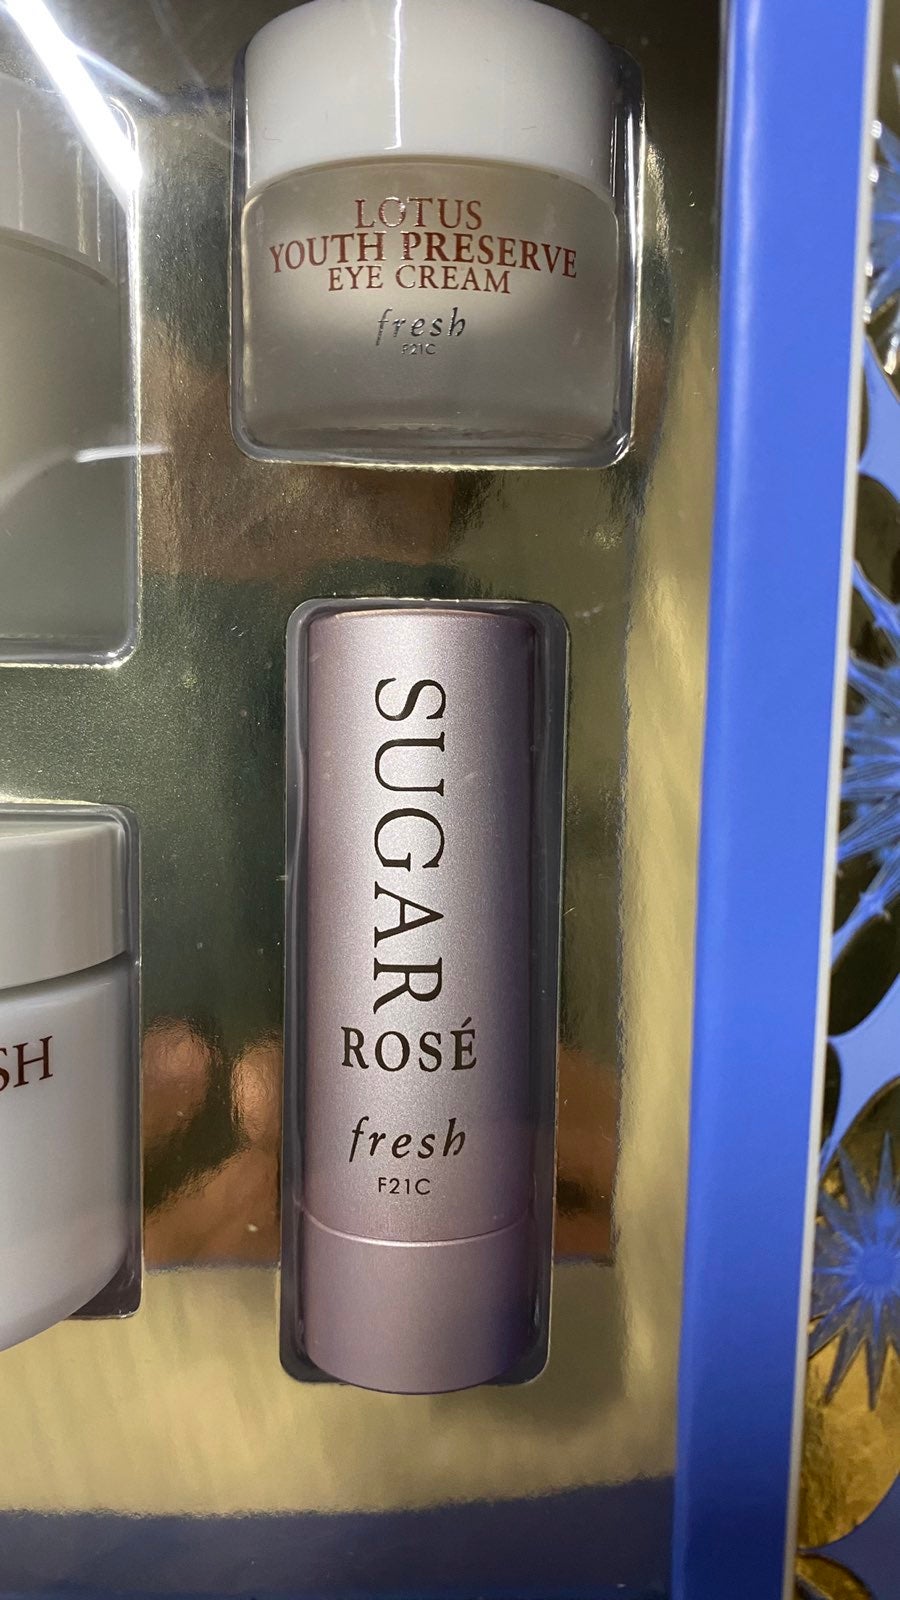 LOTUS
YOUTH PRESERVE
EYE CREAM
fresh
F21C
SUGAR
ROSÉ
fresh
F21C
SH